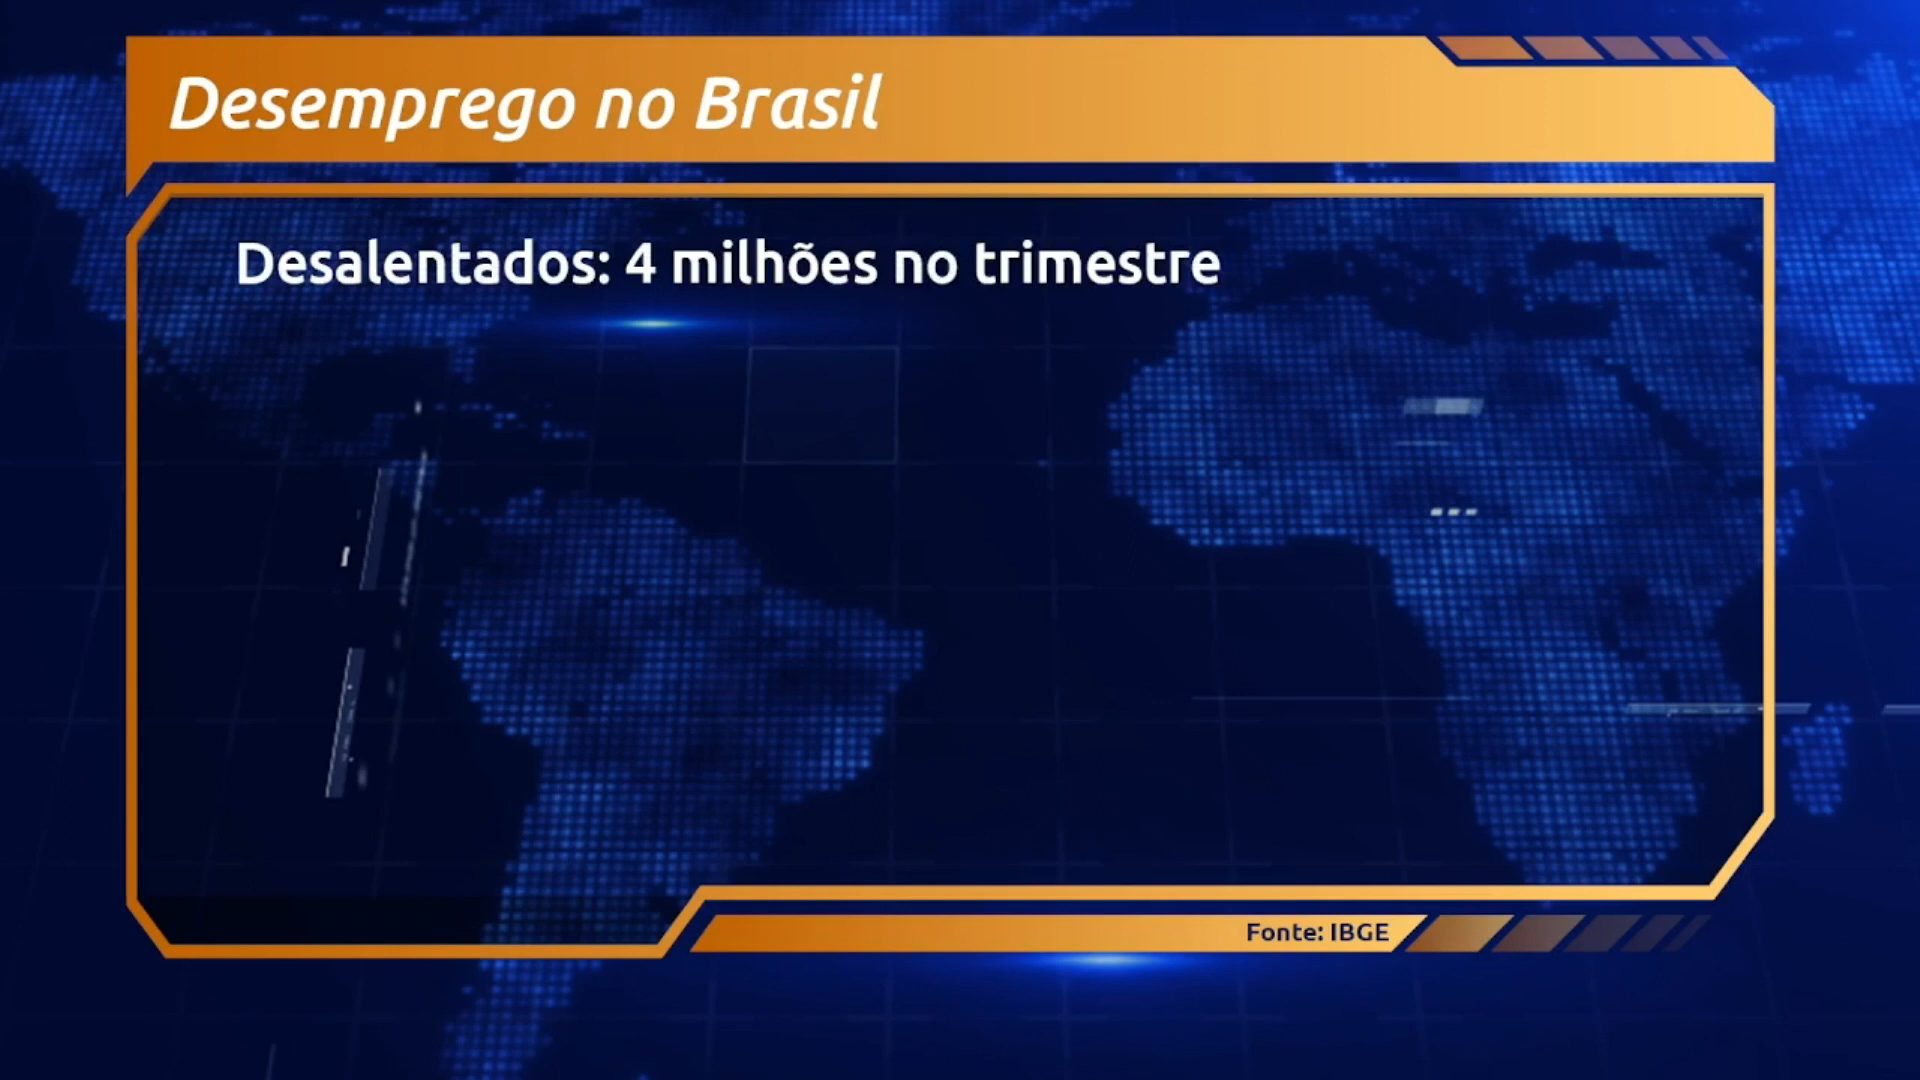 Desemprego no Brasil
Desalentados: 4 milhões no trimestre
Fonte: IBGE